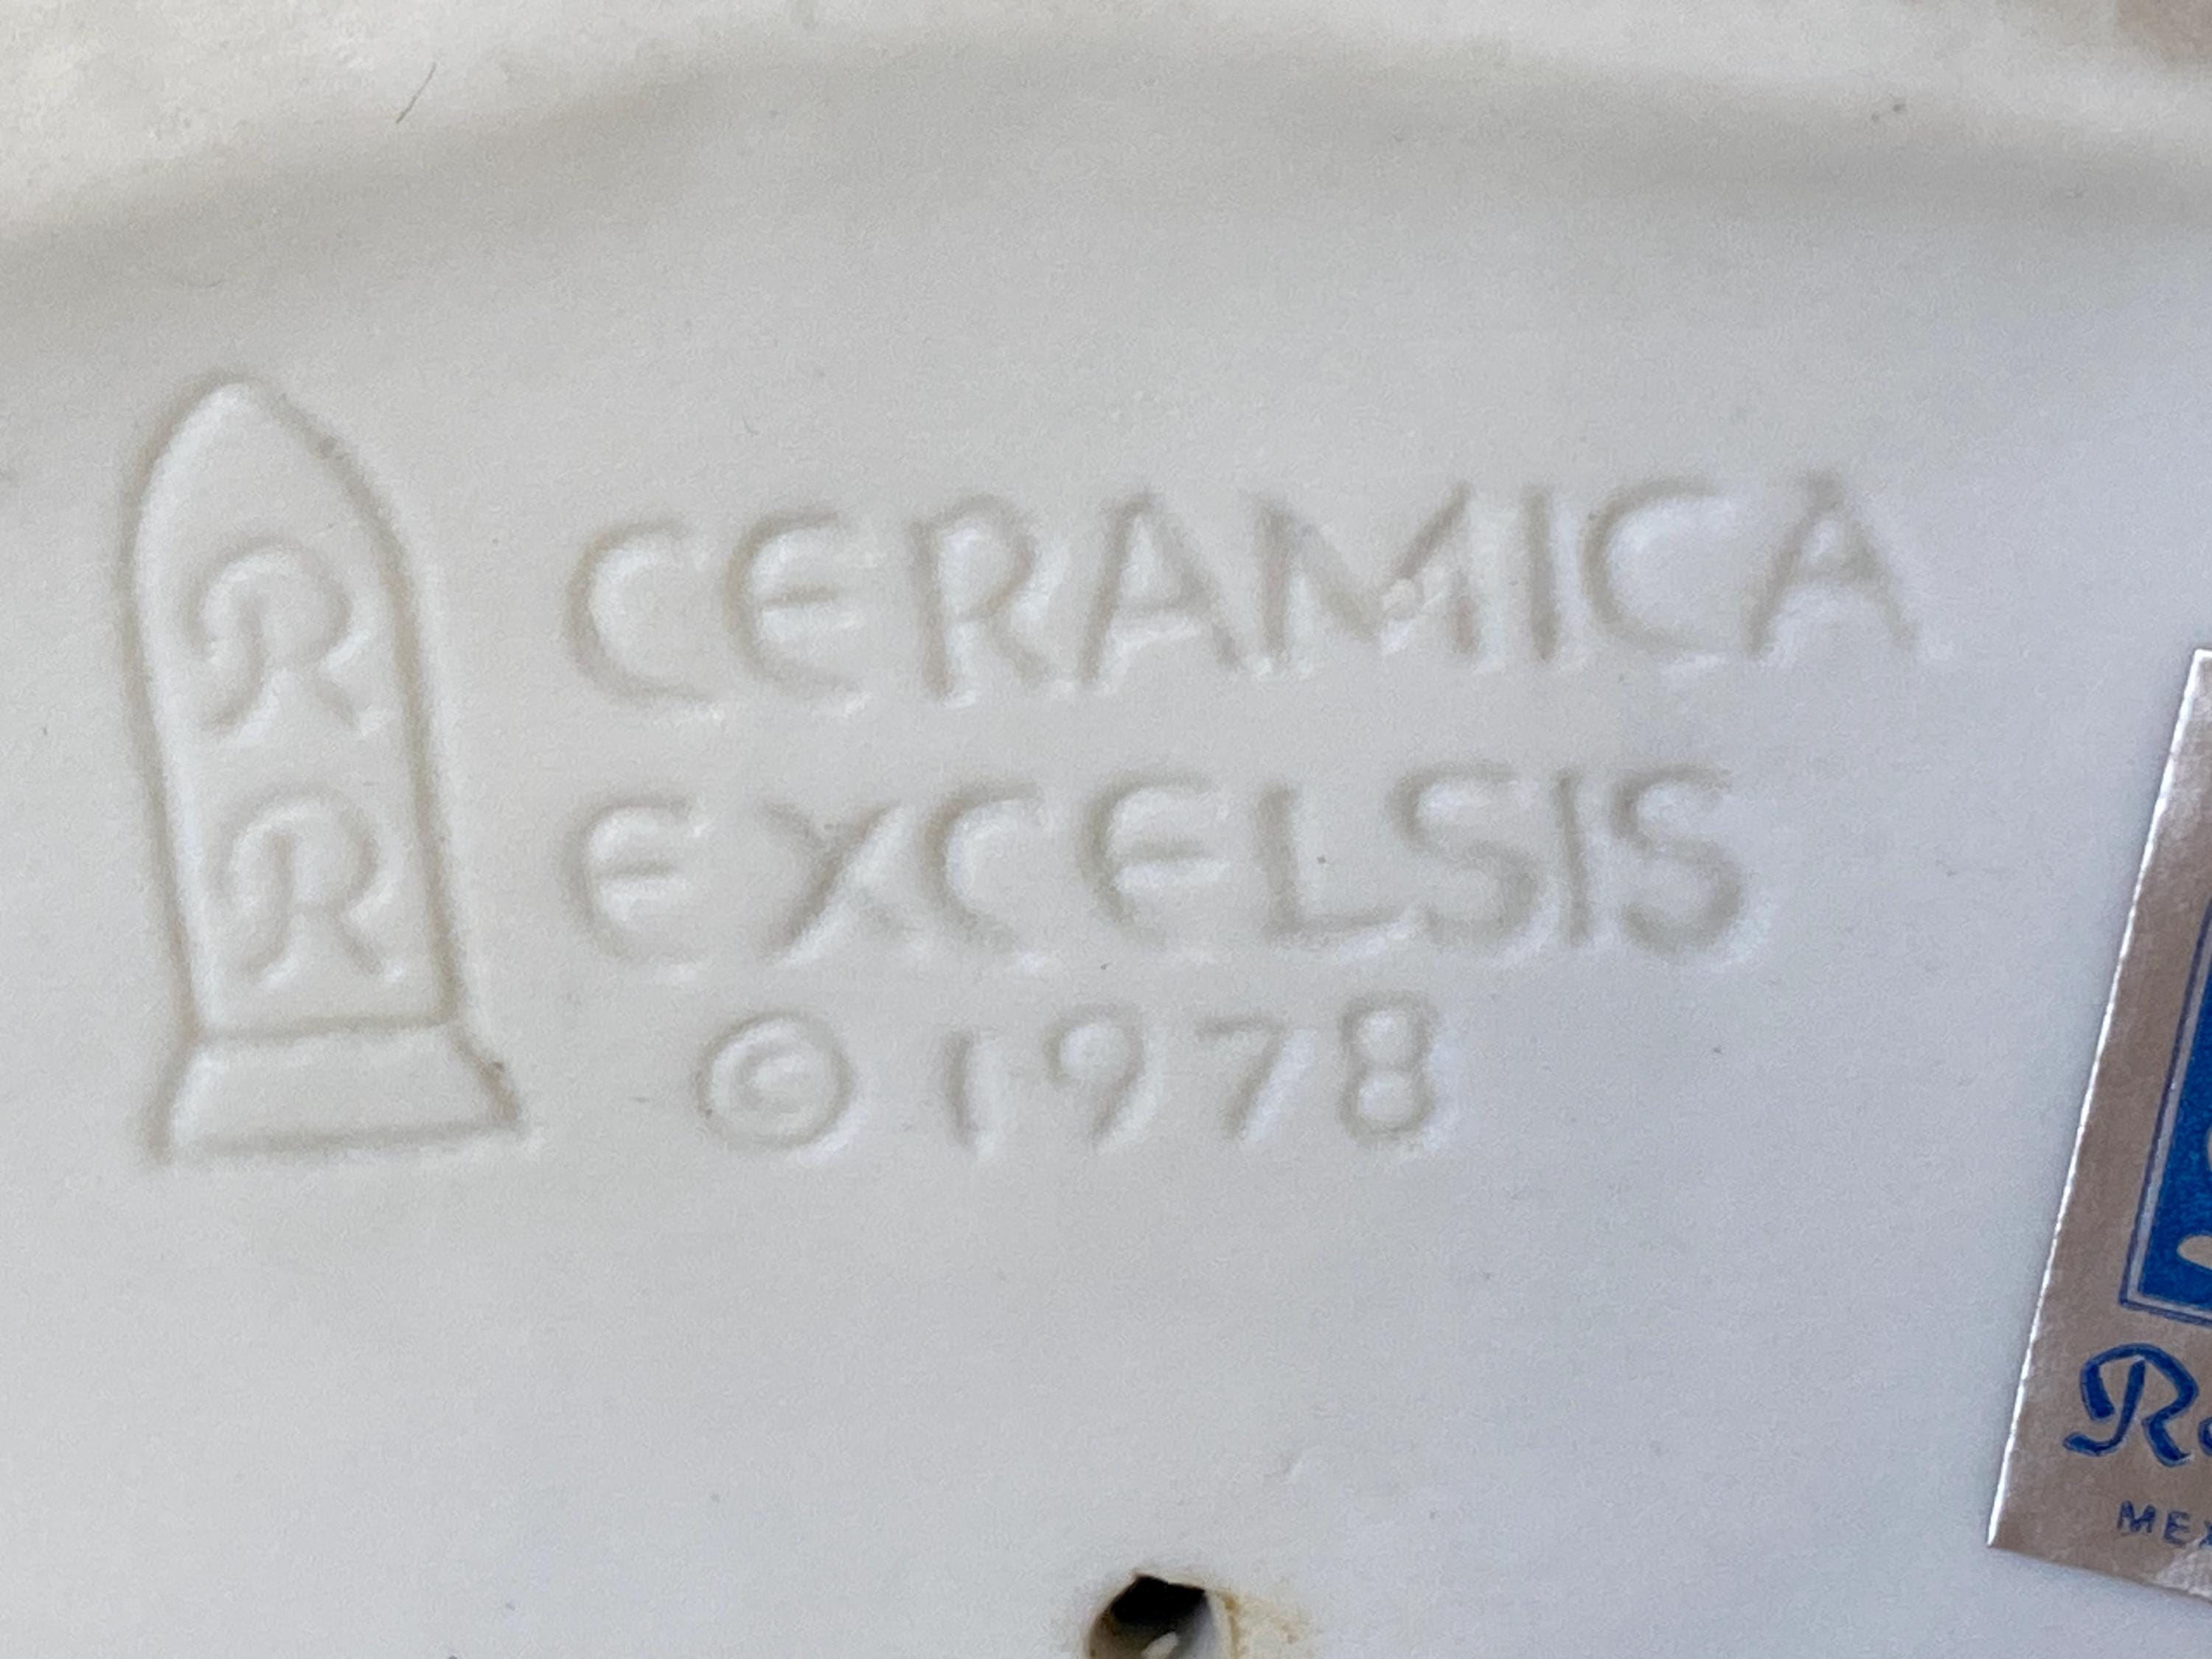 R
R
CERAMICA
EXCELSIS
© 1978